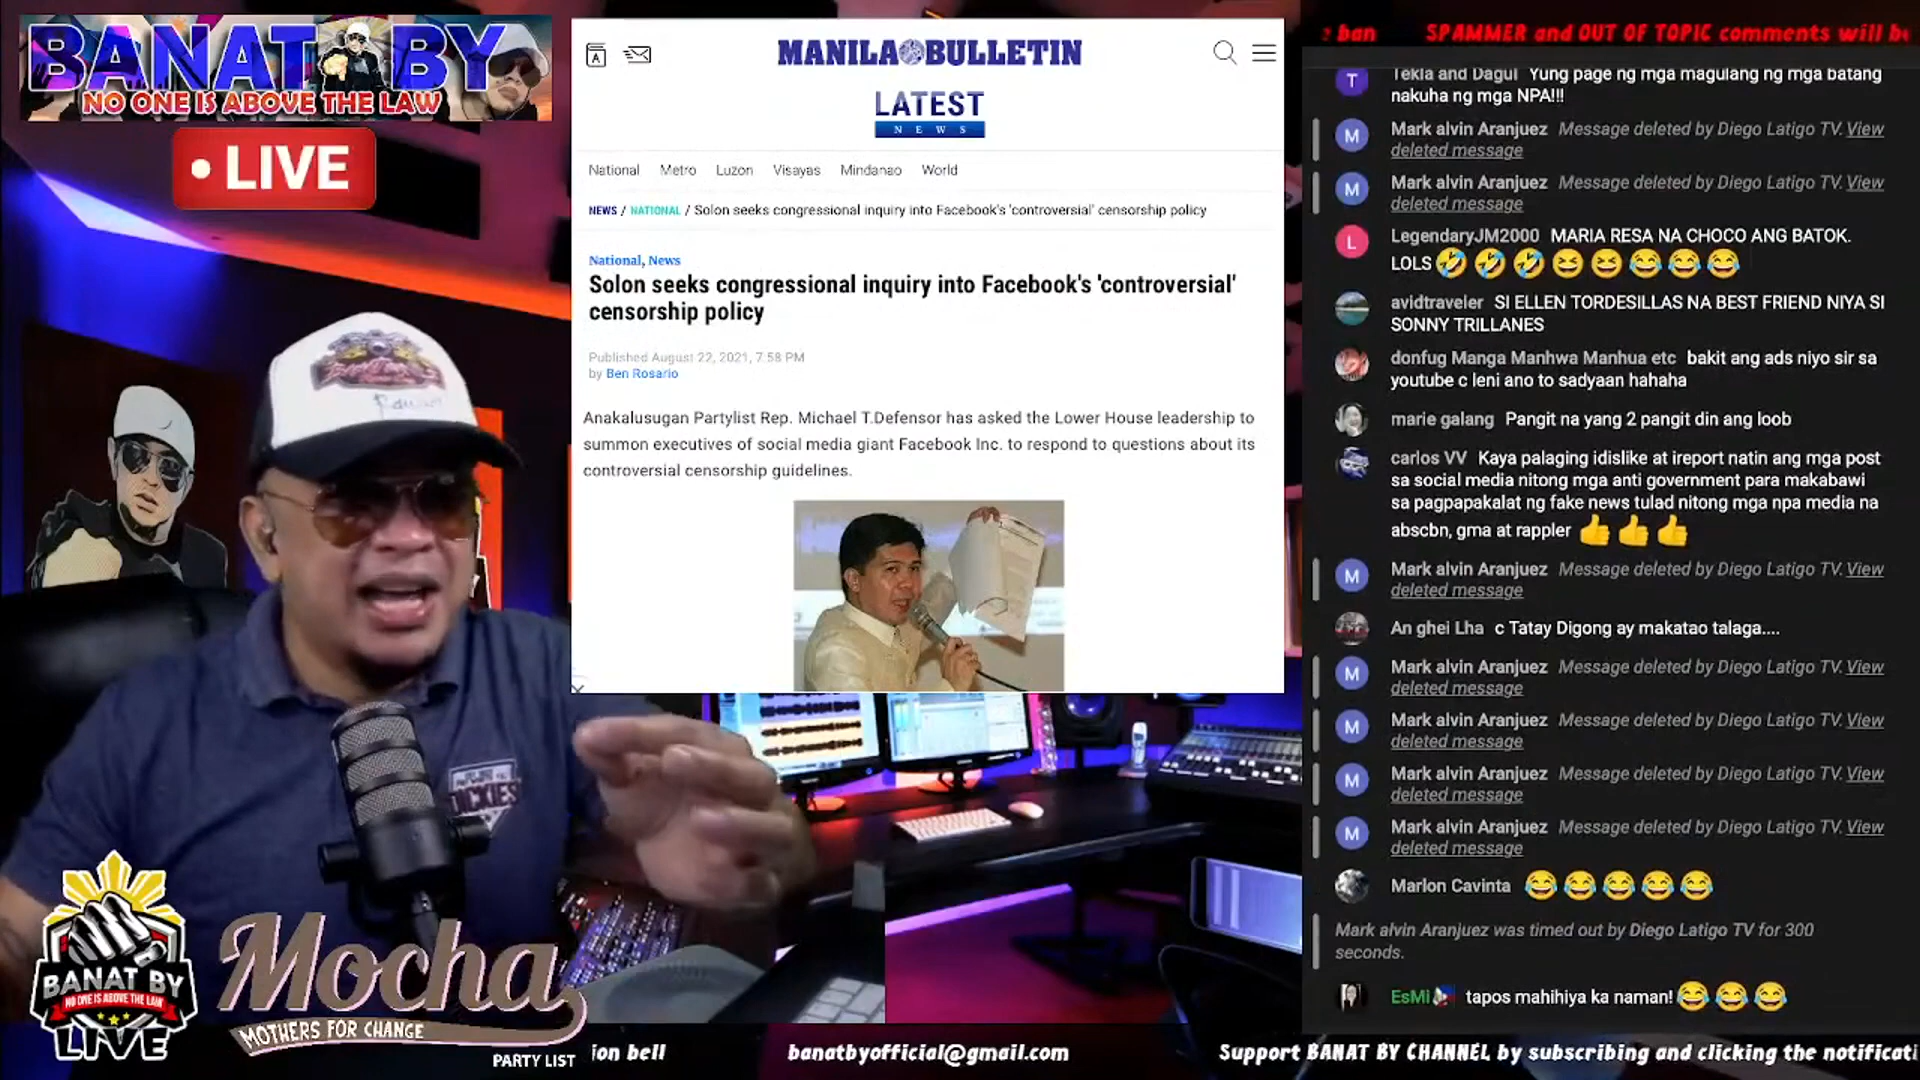 BANAT BY
NO ONE IS ABOVE THE LAW
LIVE
MANILA BULLETIN
LATEST
NEWS
National Metro Luzon Visayas Mindanao World
NEWS / NATIONAL / Solon seeks congressional inquiry into Facebook's 'controversial' censorship policy
National, News
Solon seeks congressional inquiry into Facebook's 'controversial'
censorship policy
Published August 22, 2021, 7:58 PM
by Ben Rosario
Anakalusugan Partylist Rep. Michael T.Defensor has asked the Lower House leadership to
summon executives of social media giant Facebook Inc. to respond to questions about its
controversial censorship guidelines.
DICKIES
BANAT BY
NO ONE IS ABOVE THE LAW
LIVE
Mocha
MOTHERS FOR CHANGE
PARTY LIST
ion bell banatbyofficial@gmail.com Support BANAT BY CHANNEL by subscribing and clicking the notificati
ban SPAMMER and OUT OF TOPIC comments will b
T Tekla and Dagul Yung page ng mga magulang ng mga batang
nakuha ng mga NPA!!!
M Mark alvin Aranjuez Message deleted by Diego Latigo TV. View
deleted message
M Mark alvin Aranjuez Message deleted by Diego Latigo TV. View
deleted message
L LegendaryJM2000 MARIA RESA NA CHOCO ANG BATOK.
LOLS 🤣🤣🤣😆😆😂😂😂
avidtraveler SI ELLEN TORDESILLAS NA BEST FRIEND NIYA SI
SONNY TRILLANES
donfug Manga Manhwa Manhua etc bakit ang ads niyo sir sa
youtube c leni ano to sadyaan hahaha
marie galang Pangit na yang 2 pangit din ang loob
carlos VV Kaya palaging idislike at ireport natin ang mga post
sa social media nitong mga anti government para makabawi
sa pagpapakalat ng fake news tulad nitong mga npa media na
abscbn, gma at rappler 👍👍👍
M Mark alvin Aranjuez Message deleted by Diego Latigo TV. View
deleted message
An ghei Lha c Tatay Digong ay makatao talaga....
M Mark alvin Aranjuez Message deleted by Diego Latigo TV. View
deleted message
M Mark alvin Aranjuez Message deleted by Diego Latigo TV. View
deleted message
M Mark alvin Aranjuez Message deleted by Diego Latigo TV. View
deleted message
M Mark alvin Aranjuez Message deleted by Diego Latigo TV. View
deleted message
Marlon Cavinta 😂😂😂😂😂
Mark alvin Aranjuez was timed out by Diego Latigo TV for 300
seconds.
EsMi tapos mahihiya ka naman! 😂😂😂